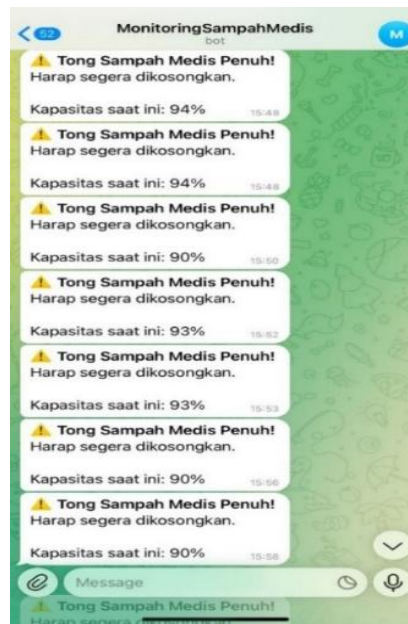 52
MonitoringSampahMedis
bot
M
⚠️ Tong Sampah Medis Penuh!
Harap segera dikosongkan.
Kapasitas saat ini: 94%
15:48
⚠️ Tong Sampah Medis Penuh!
Harap segera dikosongkan.
Kapasitas saat ini: 94%
15:48
⚠️ Tong Sampah Medis Penuh!
Harap segera dikosongkan.
Kapasitas saat ini: 90%
15:50
⚠️ Tong Sampah Medis Penuh!
Harap segera dikosongkan.
Kapasitas saat ini: 93%
15:52
⚠️ Tong Sampah Medis Penuh!
Harap segera dikosongkan.
Kapasitas saat ini: 93%
15:53
⚠️ Tong Sampah Medis Penuh!
Harap segera dikosongkan.
Kapasitas saat ini: 90%
15:56
⚠️ Tong Sampah Medis Penuh!
Harap segera dikosongkan.
Kapasitas saat ini: 90%
15:58
Message
⚠️ Tong Sampah Medis Penuh!
Harap segera